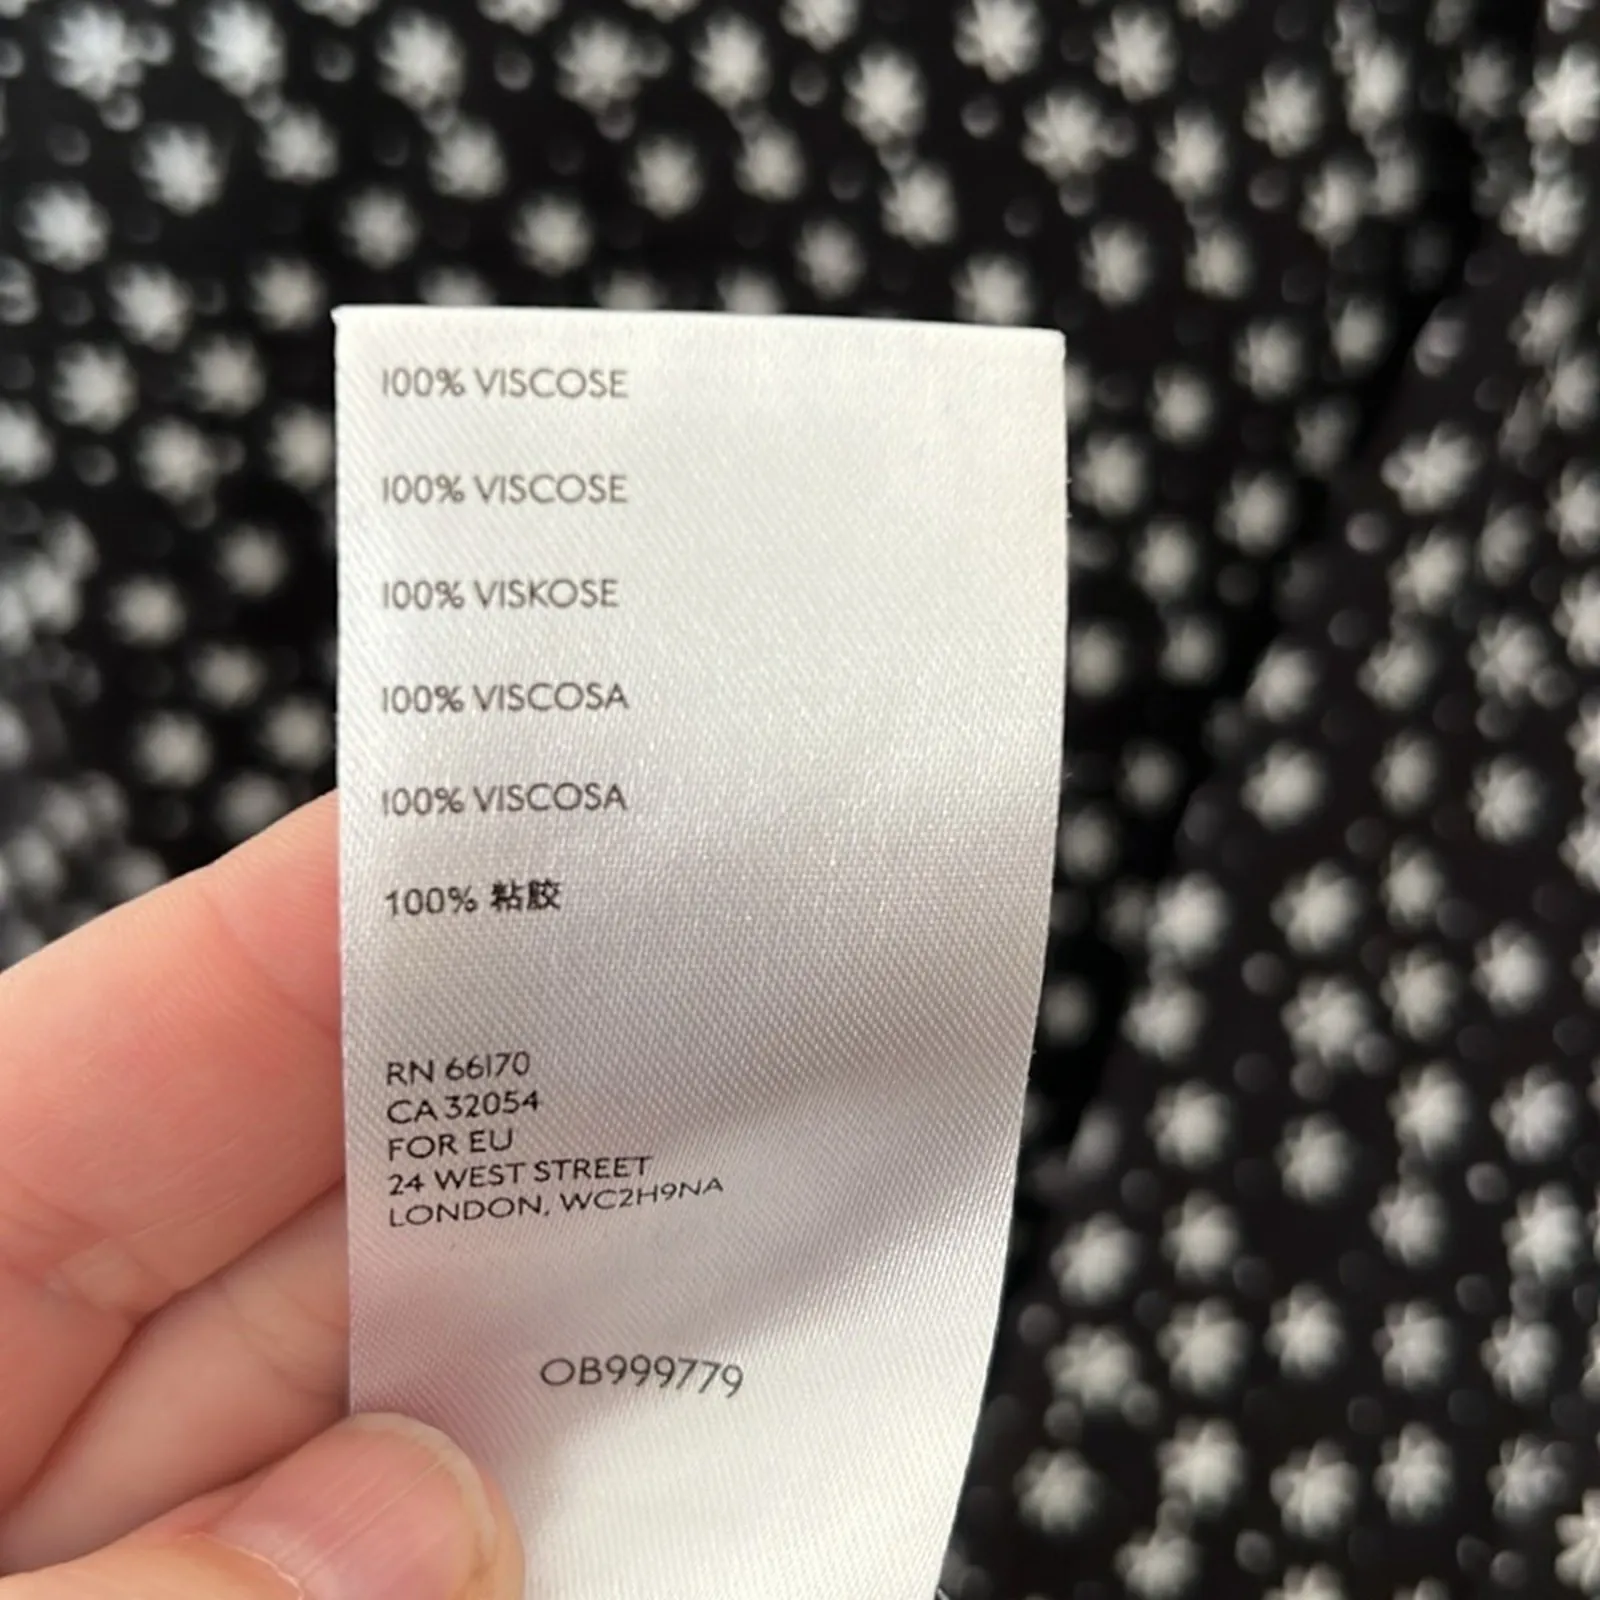 100% VISCOSE
100% VISCOSE
100% VISKOSE
100% VISCOSA
100% VISCOSA
100% 粘胶
RN 66170
CA 32054
FOR EU
24 WEST STREET
LONDON, WC2H9NA
OB999779